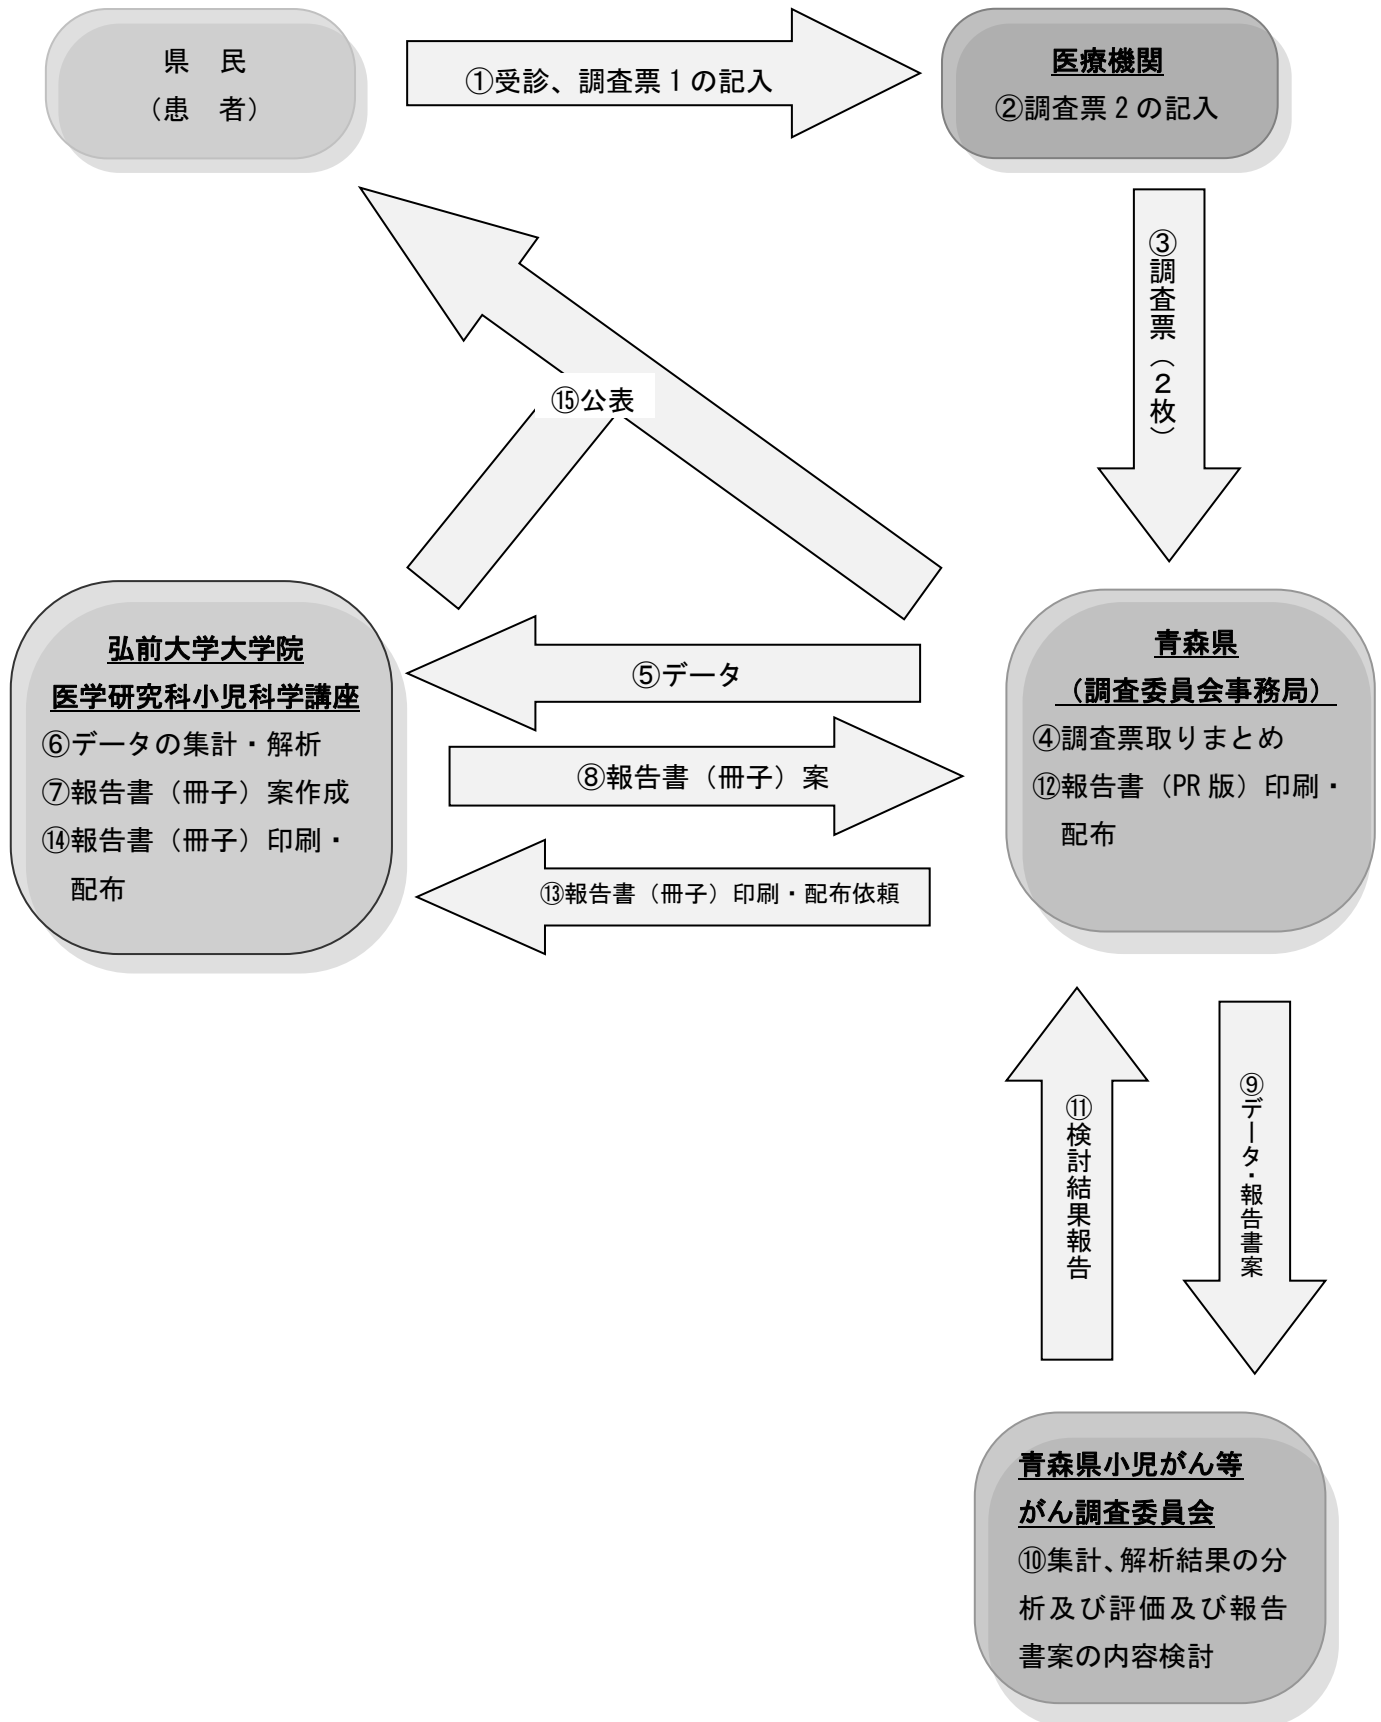 県　民
（患　者）
①受診、調査票１の記入
医療機関
②調査票２の記入
③調査票（２枚）
⑮公表
弘前大学大学院
医学研究科小児科学講座
⑥データの集計・解析
⑦報告書（冊子）案作成
⑭報告書（冊子）印刷・
配布
⑤データ
⑧報告書（冊子）案
⑬報告書（冊子）印刷・配布依頼
青森県
（調査委員会事務局）
④調査票取りまとめ
⑫報告書（PR版）印刷・
配布
⑪検討結果報告
⑨データ・報告書案
青森県小児がん等
がん調査委員会
⑩集計、解析結果の分
析及び評価及び報告
書案の内容検討